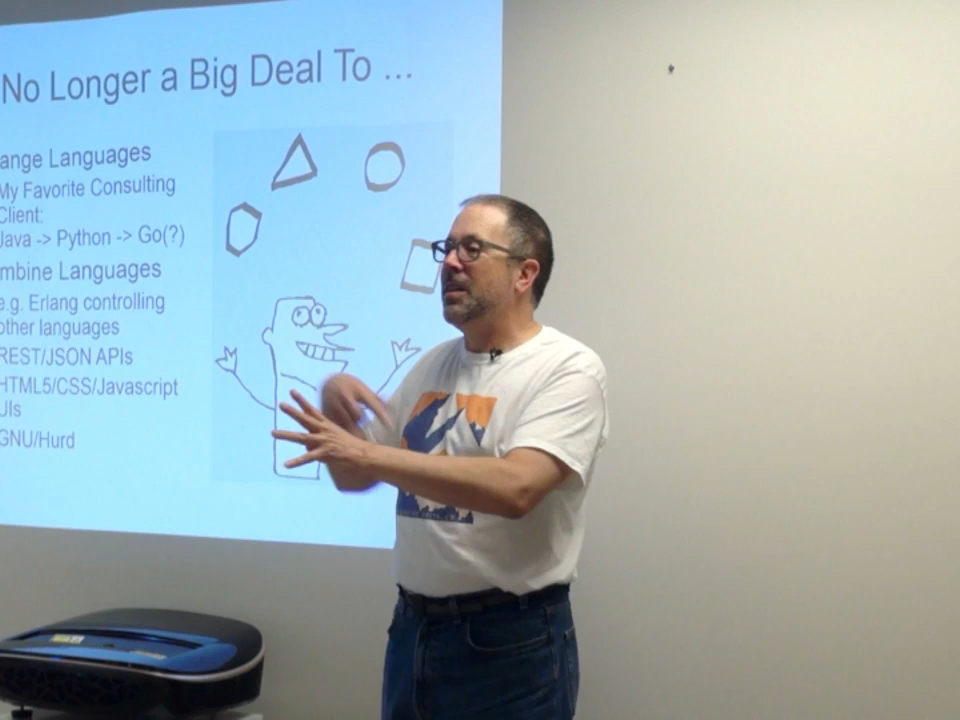 No Longer a Big Deal To ...
ange Languages
My Favorite Consulting
Client:
Java -> Python -> Go(?)
mbine Languages
e.g. Erlang controlling
other languages
REST/JSON APIs
HTML5/CSS/Javascript
UIs
GNU/Hurd